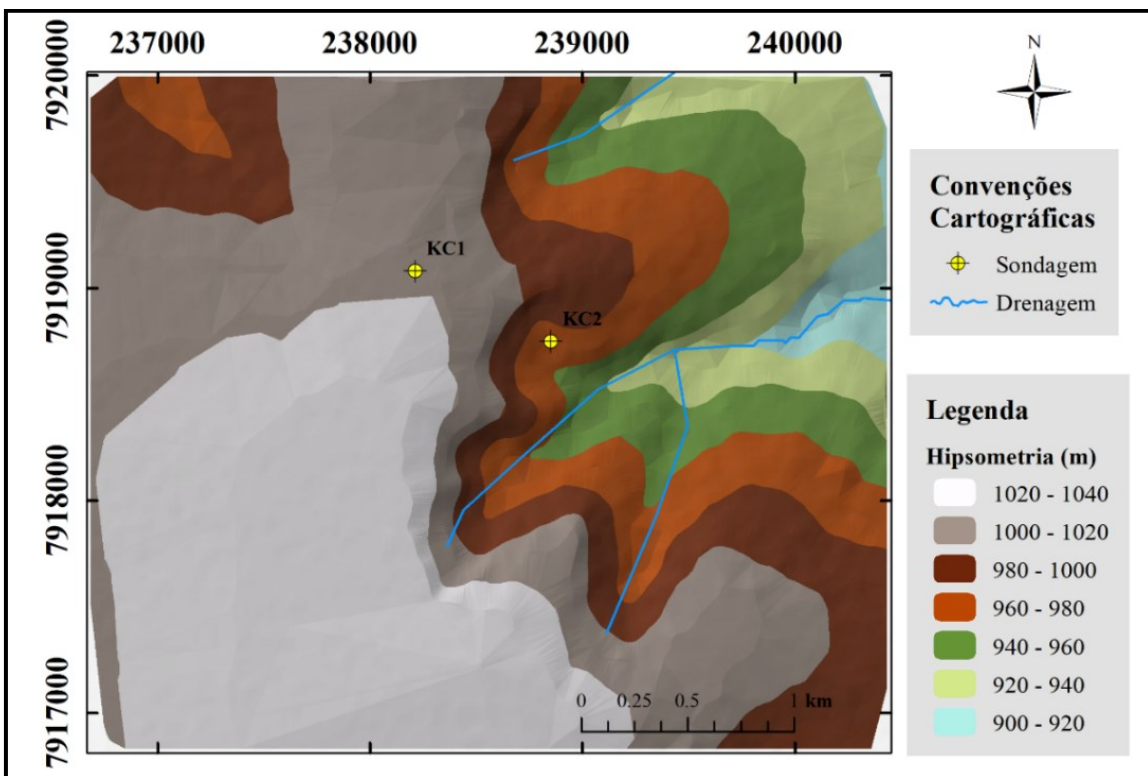 237000 238000 239000 240000
N
7920000
7919000
7918000
7917000
KC1
KC2
0 0.25 0.5 1 km
Convenções
Cartográficas
Sondagem
Drenagem
Legenda
Hipsometria (m)
1020 - 1040
1000 - 1020
980 - 1000
960 - 980
940 - 960
920 - 940
900 - 920